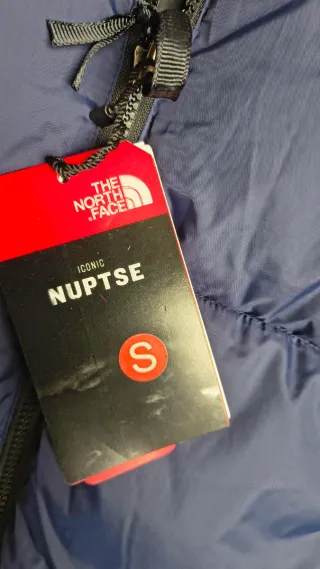 THE
NORTH
FACE
ICONIC
NUPTSE
S